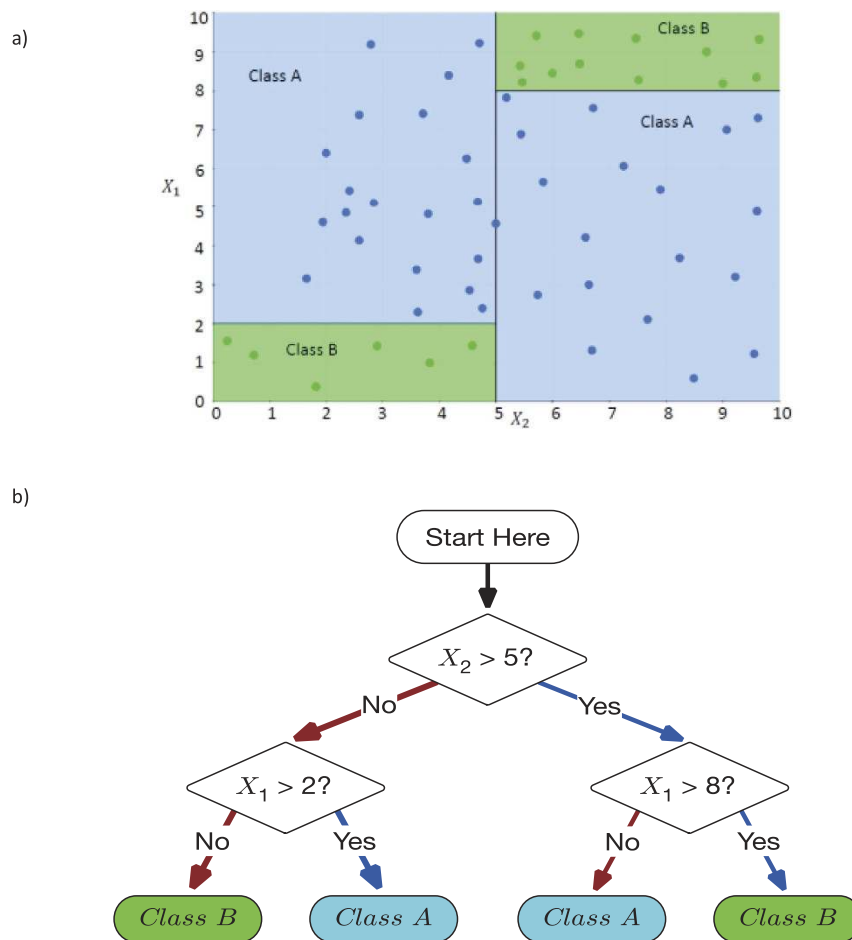 a)
10
9
8
7
6
5
4
3
2
1
0
X₁
Class A
Class B
Class B
Class A
0 1 2 3 4 5 6 7 8 9 10
X₂
b)
Start Here
X₂ > 5?
No Yes
X₁ > 2? X₁ > 8?
No Yes No Yes
Class B Class A Class A Class B